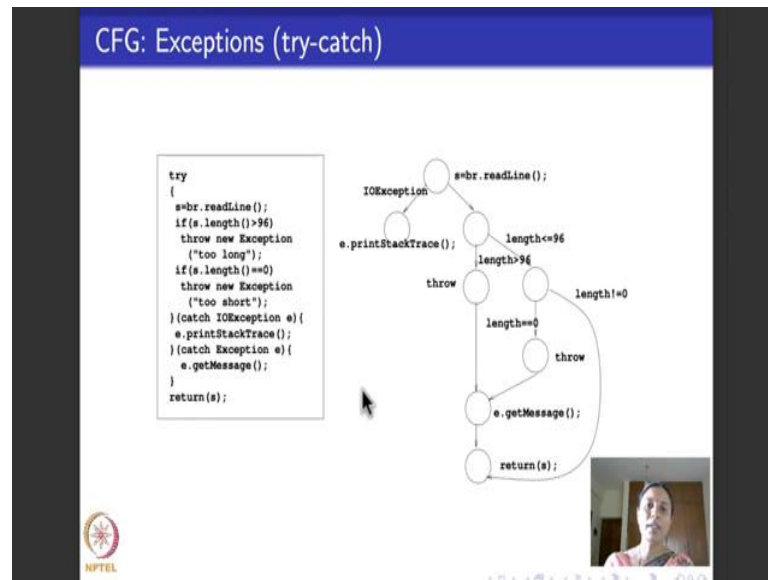 CFG: Exceptions (try-catch)
try
{
s=br.readLine();
if(s.length()>96)
throw new Exception
("too long");
if(s.length()==0)
throw new Exception
("too short");
}(catch IOException e){
e.printStackTrace();
}(catch Exception e){
e.getMessage();
}
return(s);
s=br.readLine();
IOException
e.printStackTrace();
length<=96
length>96
throw
length!=0
length==0
throw
e.getMessage();
return(s);
NPTEL